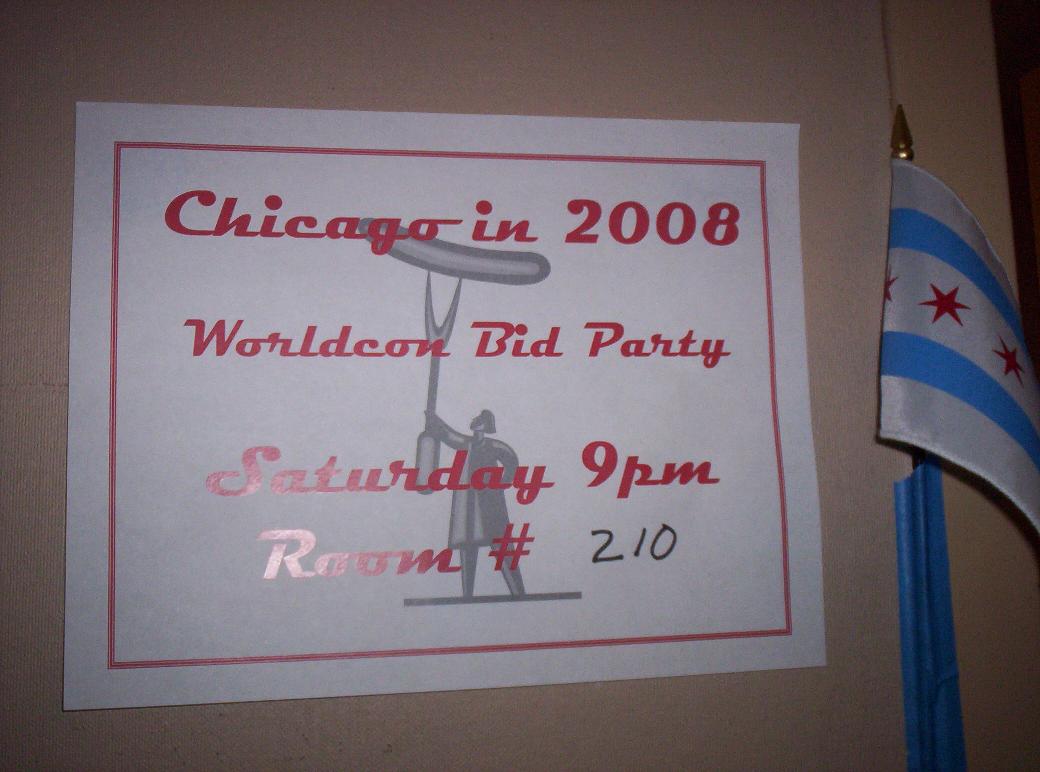 Chicago in 2008
Worldcon Bid Party
Saturday 9pm
Room # 210